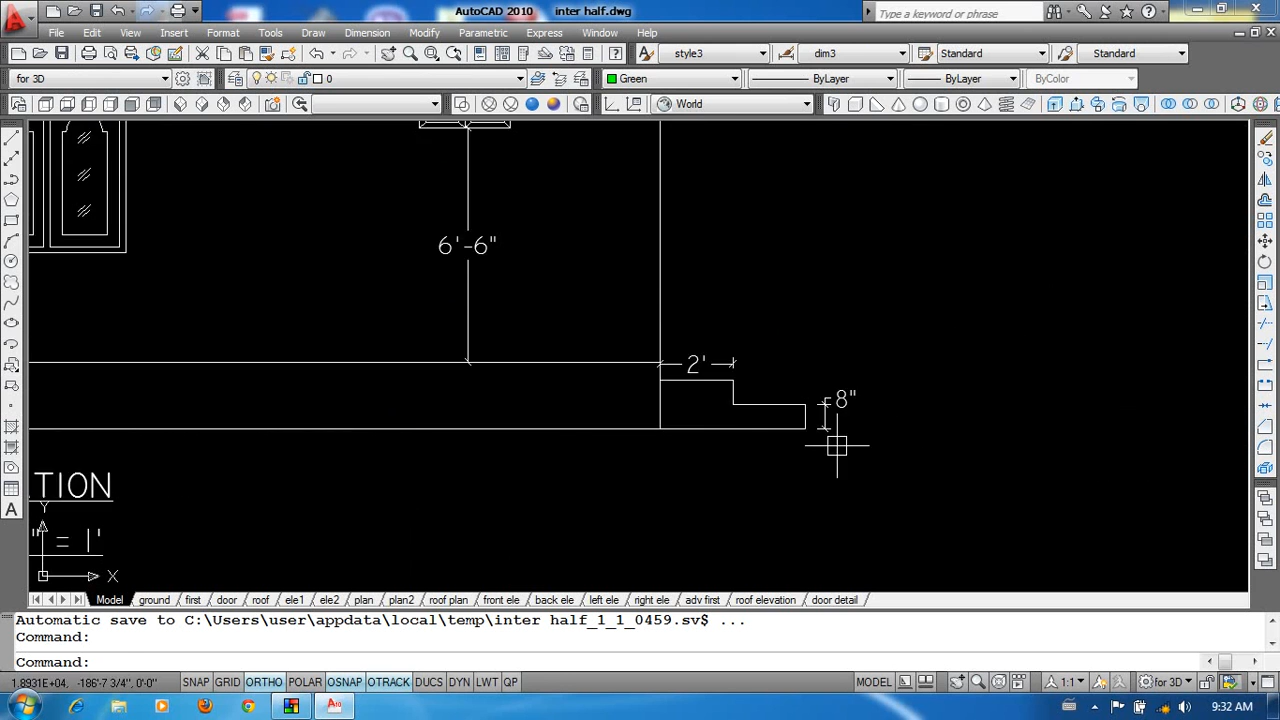 AutoCAD 2010 inter half.dwg Type a keyword or phrase
File Edit View Insert Format Tools Draw Dimension Modify Parametric Express Window Help
style3 dim3 Standard Standard
for 3D 0 Green ByLayer ByLayer ByColor
World
6'-6"
2'
8"
TION
" = 1'
Y
X
A
Model ground first door roof ele1 ele2 plan plan2 roof plan front ele back ele left ele right ele adv first roof elevation door detail
Automatic save to C:\Users\user\appdata\local\temp\inter half_1_1_0459.sv$ ...
Command:
Command:
1.8931E+04, -186'-7 3/4", 0'-0" SNAP GRID ORTHO POLAR OSNAP OTRACK DUCS DYN LWT QP MODEL 1:1 for 3D
9:32 AM